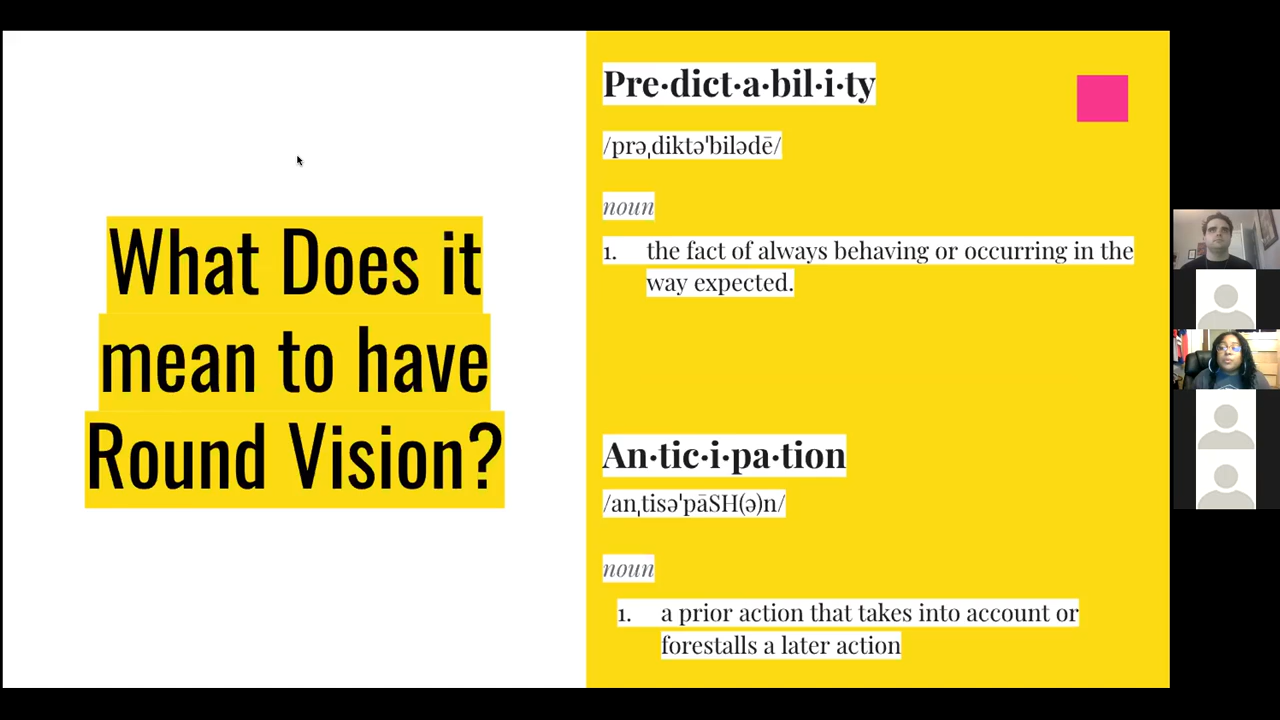 What Does it
mean to have
Round Vision?
Pre·dict·a·bil·i·ty
/prəˌdiktəˈbilədē/
noun
1. the fact of always behaving or occurring in the
way expected.
An·tic·i·pa·tion
/anˌtisəˈpāSH(ə)n/
noun
1. a prior action that takes into account or
forestalls a later action